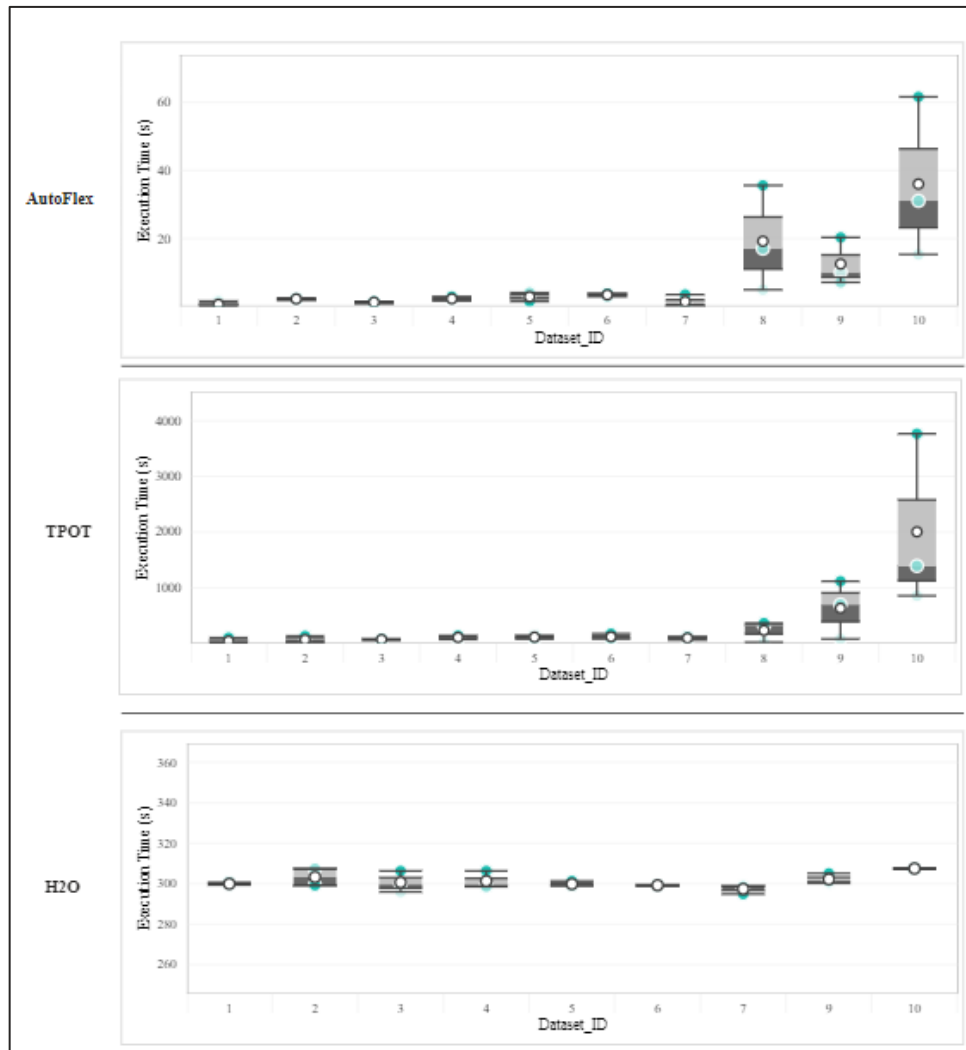 AutoFlex
Execution Time (s)
60
40
20
1 2 3 4 5 6 7 8 9 10
Dataset_ID
TPOT
Execution Time (s)
4000
3000
2000
1000
1 2 3 4 5 6 7 8 9 10
Dataset_ID
H2O
Execution Time (s)
360
340
320
300
280
260
1 2 3 4 5 6 7 9 10
Dataset_ID